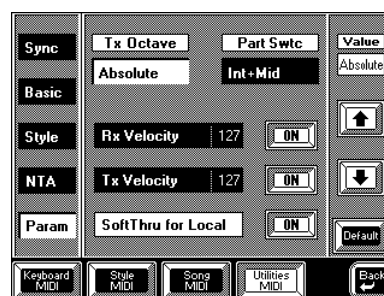 Sync
Tx Octave
Part Swtc
Value
Absolute
Int+Mid
Absolute
Basic
Style
Rx Velocity 127 ON
NTA
Tx Velocity 127 ON
Param
SoftThru for Local ON
Default
Keyboard MIDI
Style MIDI
Song MIDI
Utilities MIDI
Back